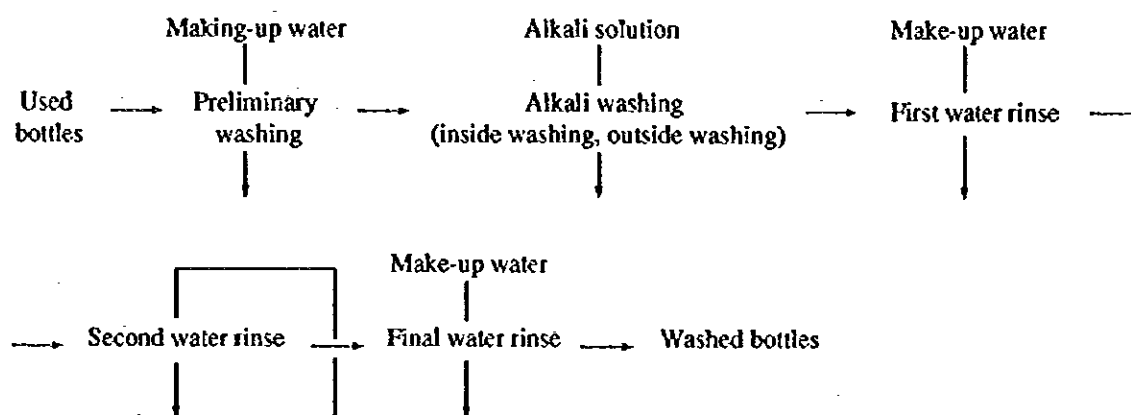 Making-up water
Alkali solution
Make-up water
Used
bottles
Preliminary
washing
Alkali washing
(inside washing, outside washing)
First water rinse
Make-up water
Second water rinse
Final water rinse
Washed bottles